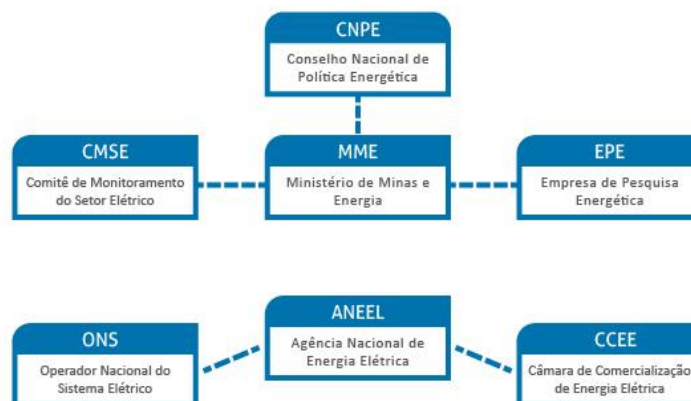 CNPE
Conselho Nacional de
Política Energética
CMSE
Comitê de Monitoramento
do Setor Elétrico
MME
Ministério de Minas e
Energia
EPE
Empresa de Pesquisa
Energética
ONS
Operador Nacional do
Sistema Elétrico
ANEEL
Agência Nacional de
Energia Elétrica
CCEE
Câmara de Comercialização
de Energia Elétrica